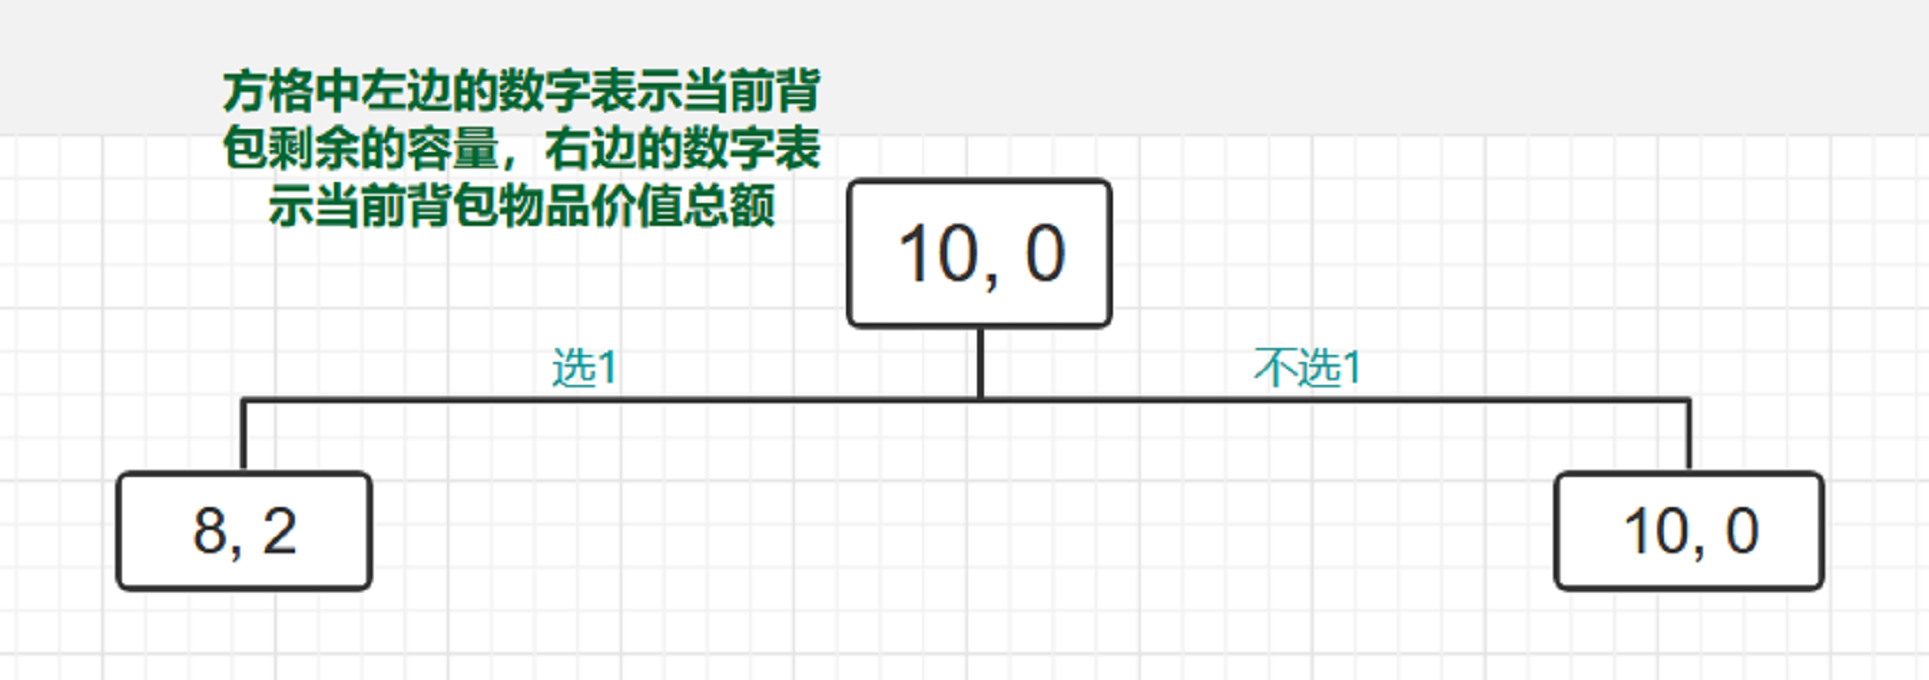 方格中左边的数字表示当前背
包剩余的容量，右边的数字表
示当前背包物品价值总额
10, 0
选1
不选1
8, 2
10, 0